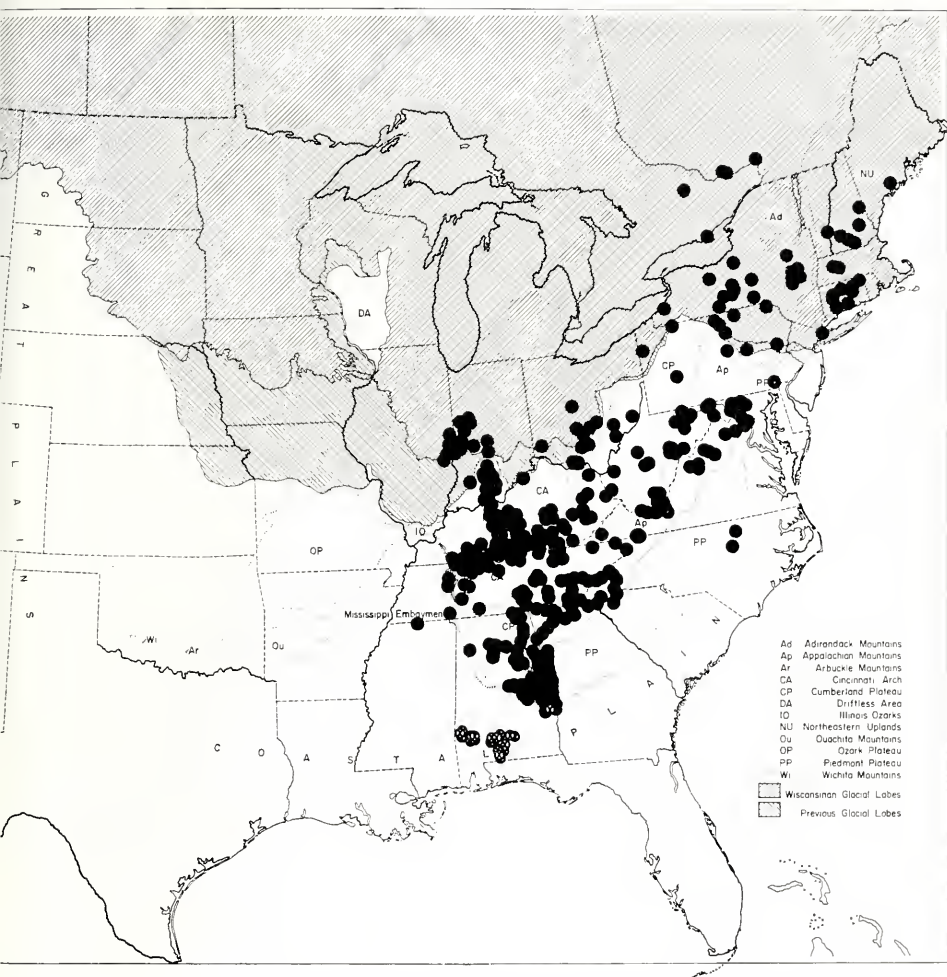 NU
Ad
G
R
E
A
T
P
L
A
I
N
S
DA
CP
Ap
PP
CA
IO
OP
Ap
PP
Mississippi Embayment
CP
Wi
Ar
Ou
PP
C O A S T A L P L A I N
Ad Adirondack Mountains
Ap Appalachian Mountains
Ar Arbuckle Mountains
CA Cincinnati Arch
CP Cumberland Plateau
DA Driftless Area
IO Illinois Ozarks
NU Northeastern Uplands
Ou Ouachita Mountains
OP Ozark Plateau
PP Piedmont Plateau
Wi Wichita Mountains
Wisconsinan Glacial Lobes
Previous Glacial Lobes